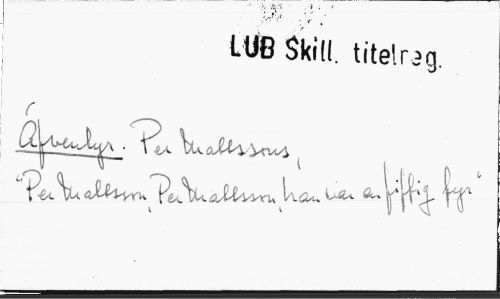 LUB Skill. titelreg.
Äfventyr. Per Mattssons,
"Per Mattsson, Per Mattsson, han var en fiffig fyr"